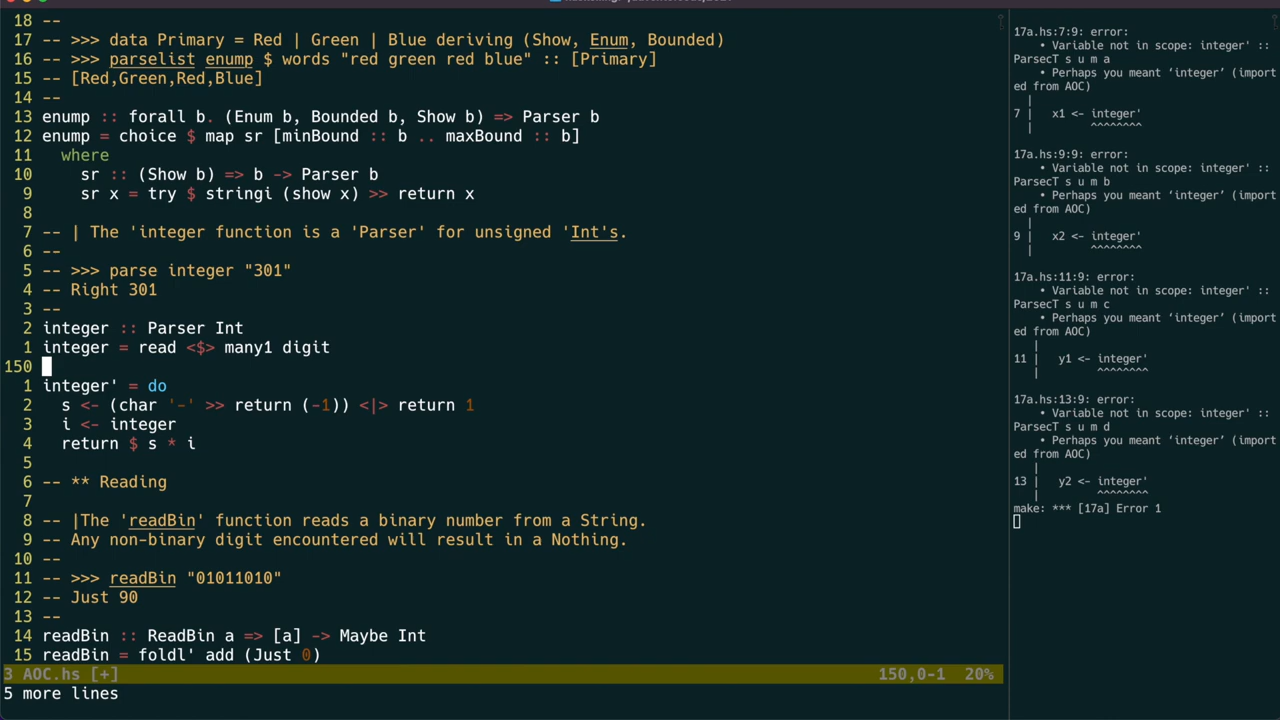 18 --
17 -- >>> data Primary = Red | Green | Blue deriving (Show, Enum, Bounded)
16 -- >>> parselist enump $ words "red green red blue" :: [Primary]
15 -- [Red,Green,Red,Blue]
14 --
13 enump :: forall b. (Enum b, Bounded b, Show b) => Parser b
12 enump = choice $ map sr [minBound :: b .. maxBound :: b]
11   where
10     sr :: (Show b) => b -> Parser b
9     sr x = try $ stringi (show x) >> return x
8
7 -- | The 'integer function is a 'Parser' for unsigned 'Int's.
6 --
5 -- >>> parse integer "301"
4 -- Right 301
3 --
2 integer :: Parser Int
1 integer = read <$> many1 digit
150
1 integer' = do
2   s <- (char '-' >> return (-1)) <|> return 1
3   i <- integer
4   return $ s * i
5
6 -- ** Reading
7
8 -- |The 'readBin' function reads a binary number from a String.
9 -- Any non-binary digit encountered will result in a Nothing.
10 --
11 -- >>> readBin "01011010"
12 -- Just 90
13 --
14 readBin :: ReadBin a => [a] -> Maybe Int
15 readBin = foldl' add (Just 0)
3 AOC.hs [+] 150,0-1 20%
5 more lines
17a.hs:7:9: error:
    • Variable not in scope: integer' ::
ParsecT s u m a
    • Perhaps you meant ‘integer’ (import
ed from AOC)
  |
7 |   x1 <- integer'
  |         ^^^^^^^^
17a.hs:9:9: error:
    • Variable not in scope: integer' ::
ParsecT s u m b
    • Perhaps you meant ‘integer’ (import
ed from AOC)
  |
9 |   x2 <- integer'
  |         ^^^^^^^^
17a.hs:11:9: error:
    • Variable not in scope: integer' ::
ParsecT s u m c
    • Perhaps you meant ‘integer’ (import
ed from AOC)
   |
11 |   y1 <- integer'
   |         ^^^^^^^^
17a.hs:13:9: error:
    • Variable not in scope: integer' ::
ParsecT s u m d
    • Perhaps you meant ‘integer’ (import
ed from AOC)
   |
13 |   y2 <- integer'
   |         ^^^^^^^^
make: *** [17a] Error 1